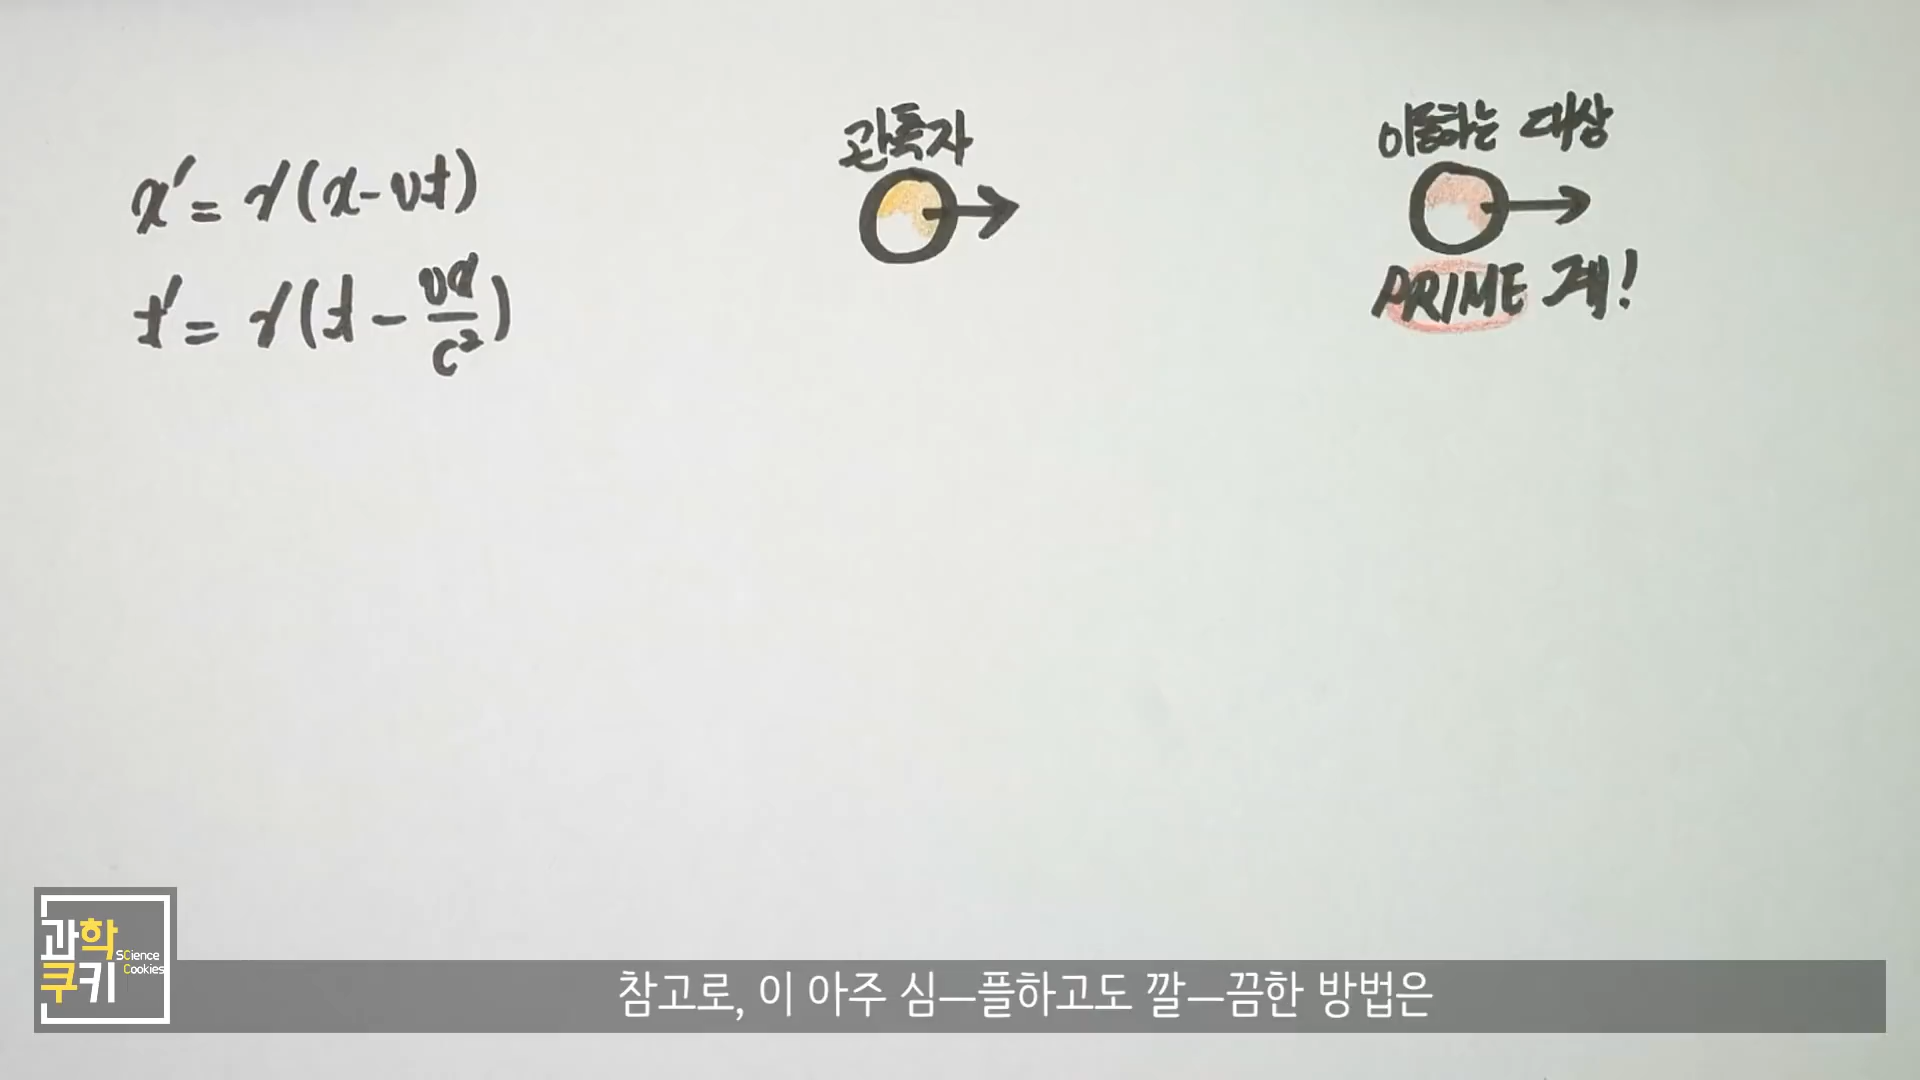 x' = γ(x - vt)
t' = γ(t - vx/c²)
관측자
이동하는 대상
PRIME 계!
과학
쿠키
Science
Cookies
참고로, 이 아주 심—플하고도 깔—끔한 방법은